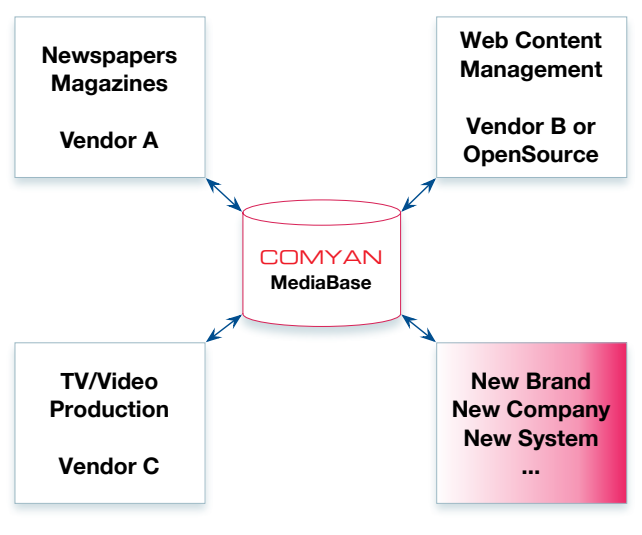 Newspapers
Magazines
Vendor A
Web Content
Management
Vendor B or
OpenSource
COMYAN
MediaBase
TV/Video
Production
Vendor C
New Brand
New Company
New System
...